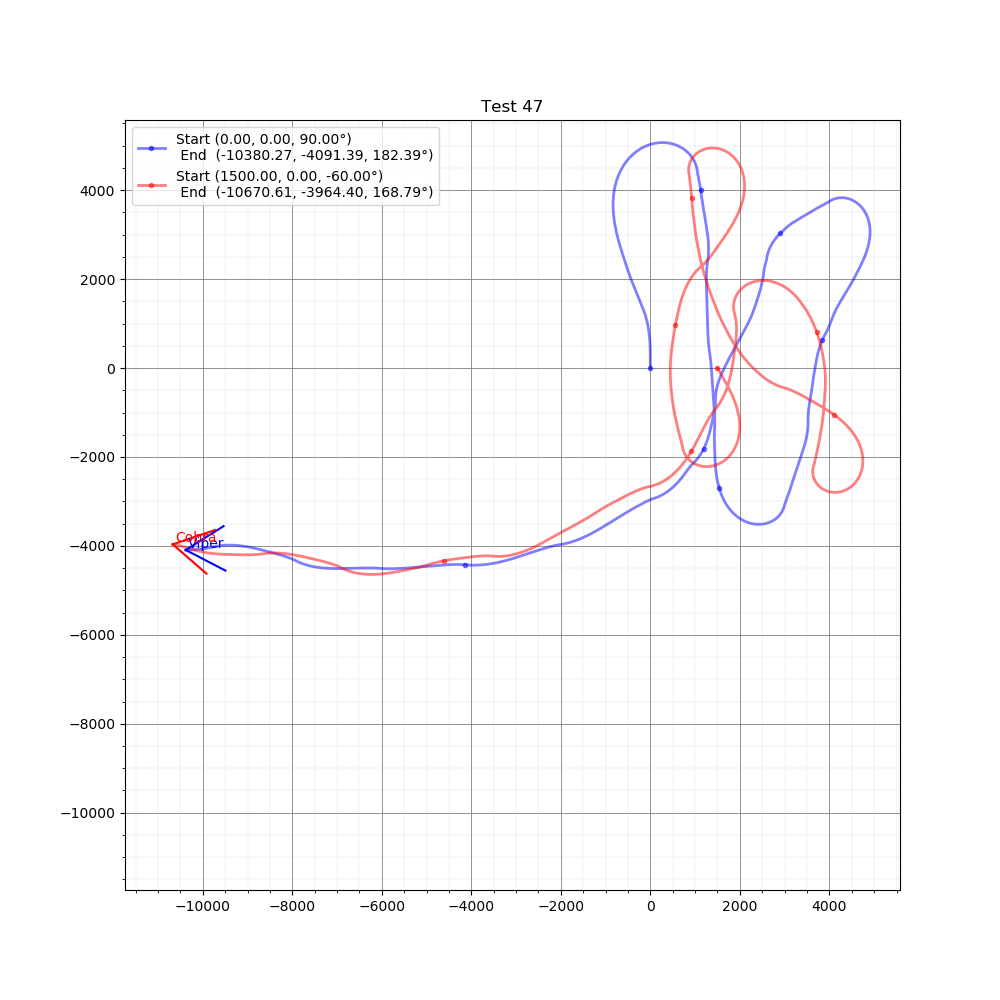 Test 47
Start (0.00, 0.00, 90.00°)
End  (-10380.27, -4091.39, 182.39°)
Start (1500.00, 0.00, -60.00°)
End  (-10670.61, -3964.40, 168.79°)
4000
2000
0
−2000
−4000
−6000
−8000
−10000
Cobra
Viper
−10000 −8000 −6000 −4000 −2000 0 2000 4000